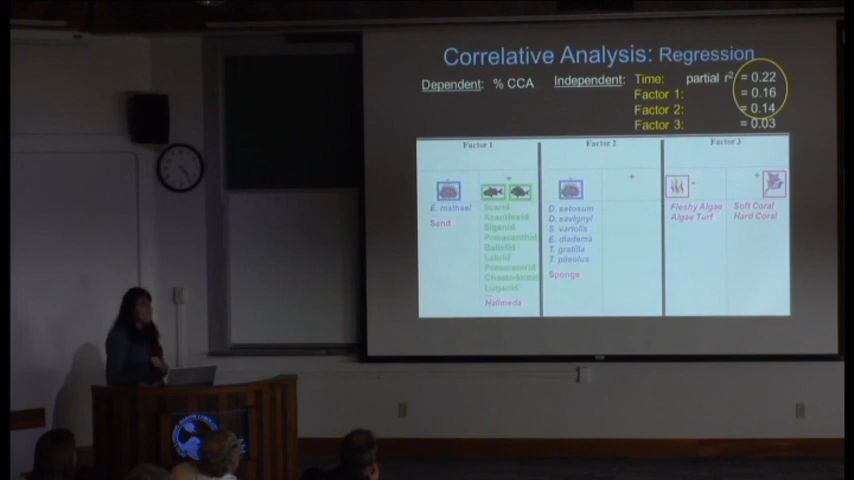 Correlative Analysis: Regression
Dependent: % CCA Independent: Time: partial r² = 0.22
Factor 1: = 0.16
Factor 2: = 0.14
Factor 3: = 0.03
Factor 1 Factor 2 Factor 3
- + - + - +
E. mathaei
Sand
Scarid
Acanthurid
Siganid
Pomacanthid
Balistid
Labrid
Pomacentrid
Lutjanid
Halimeda
D. setosum
D. savignyi
S. variolis
E. diadema
T. gratilla
T. pileolus
Sponge
Fleshy Algae
Algae Turf
Soft Coral
Hard Coral